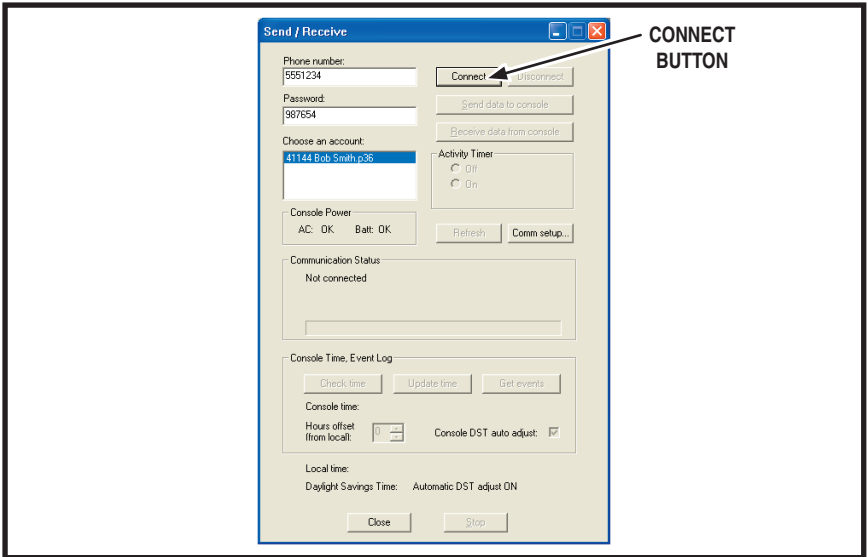 Send / Receive
CONNECT
BUTTON
Phone number:
5551234
Connect
Disconnect
Password:
987654
Send data to console
Receive data from console
Choose an account:
41144 Bob Smith.p36
Activity Timer
Off
On
Console Power
AC: OK Batt: OK
Refresh
Comm setup...
Communication Status
Not connected
Console Time, Event Log
Check time
Update time
Get events
Console time:
Hours offset
(from local):
0
Console DST auto adjust:
Local time:
Daylight Savings Time: Automatic DST adjust ON
Close
Stop